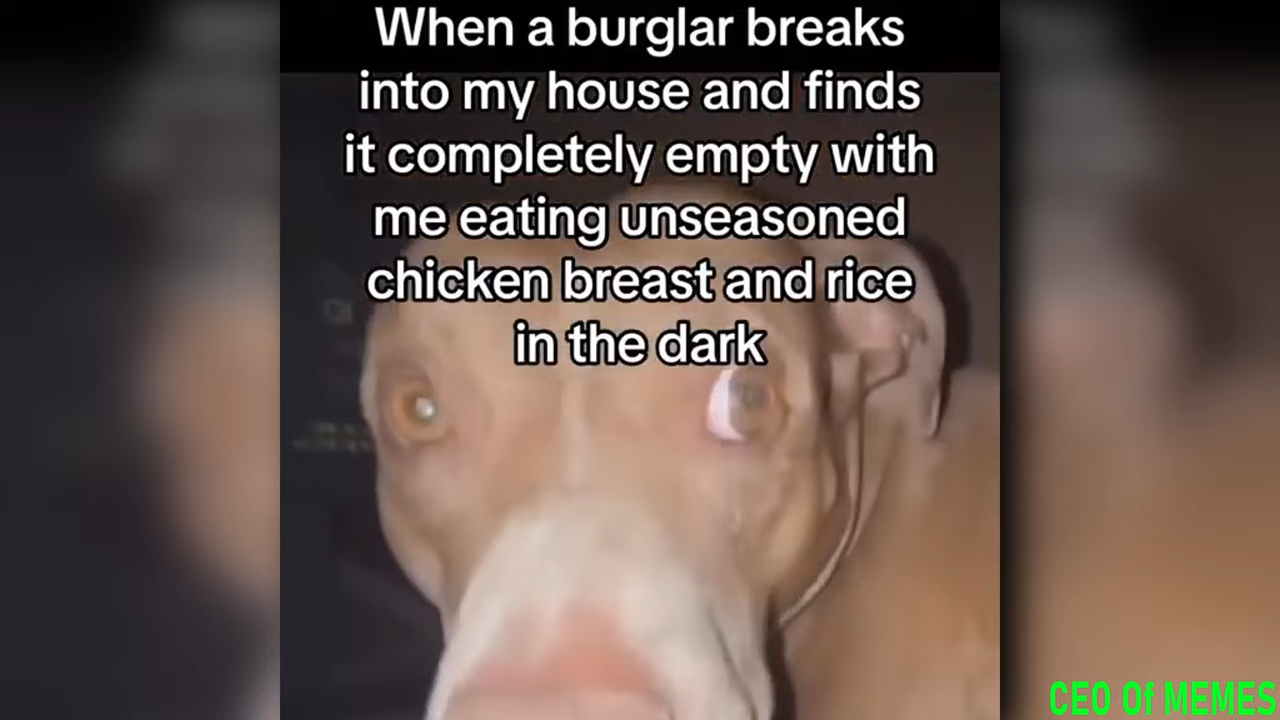 When a burglar breaks
into my house and finds
it completely empty with
me eating unseasoned
chicken breast and rice
in the dark
CEO Of MEMES